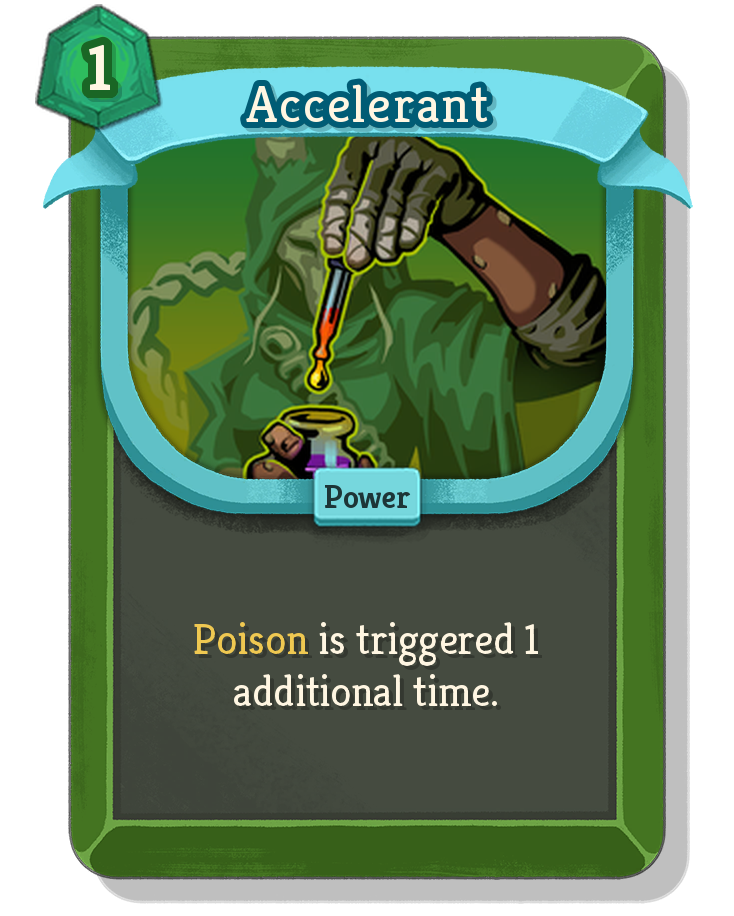 1
Accelerant
Power
Poison is triggered 1
additional time.